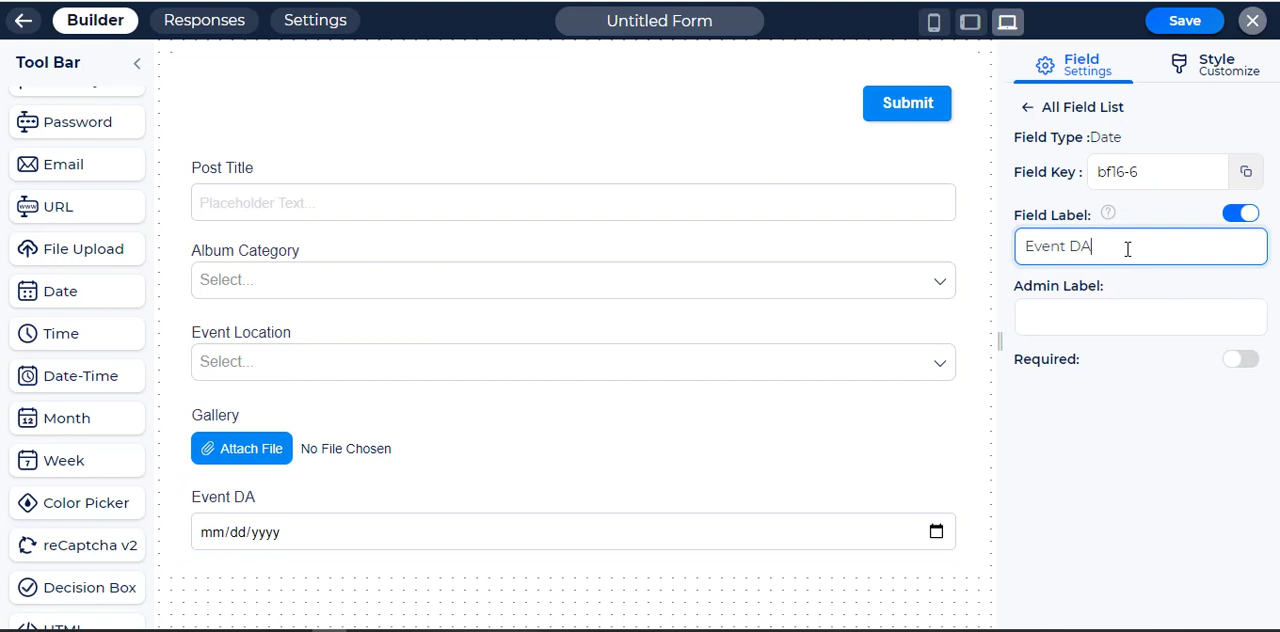 Builder Responses Settings Untitled Form Save
Tool Bar
Password
Email
URL
File Upload
Date
Time
Date-Time
Month
Week
Color Picker
reCaptcha v2
Decision Box
HTML
Submit
Post Title
Placeholder Text...
Album Category
Select...
Event Location
Select...
Gallery
Attach File No File Chosen
Event DA
mm/dd/yyyy
Field
Settings
Style
Customize
All Field List
Field Type :Date
Field Key : bf16-6
Field Label:
Event DA
Admin Label:
Required: